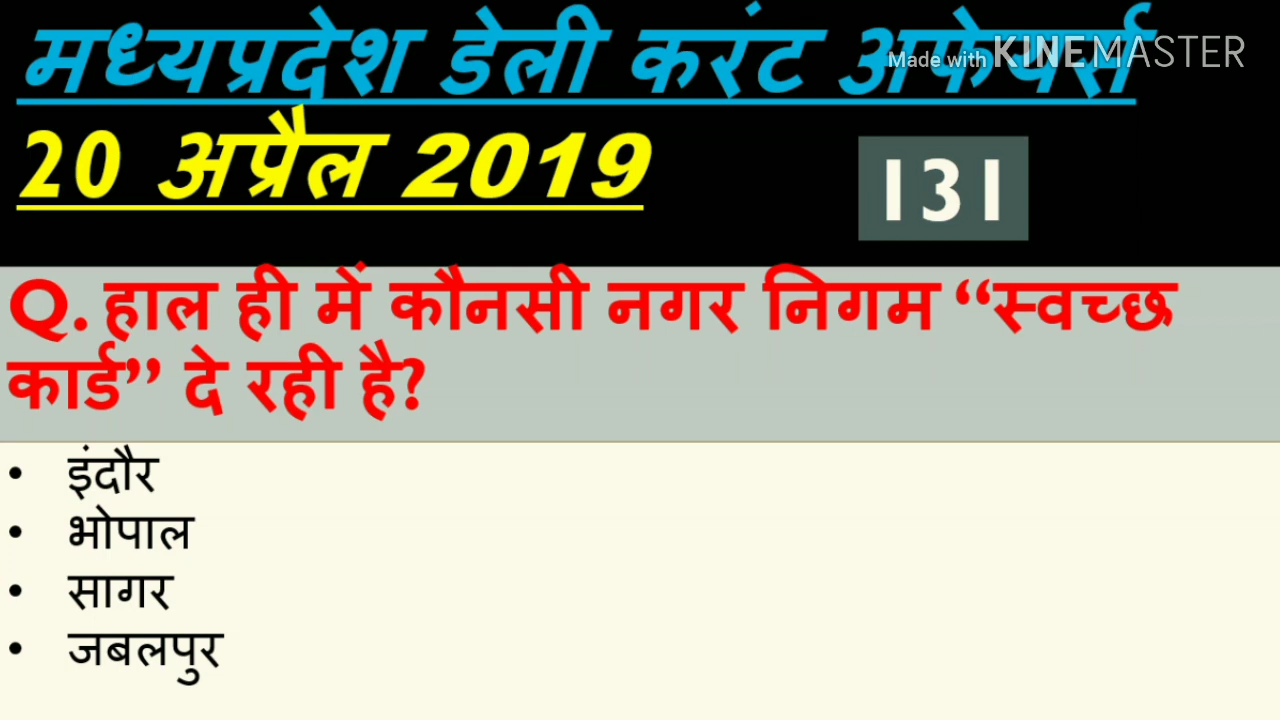 मध्यप्रदेश डेली करंट अफेयर्स
Made with KINEMASTER
20 अप्रैल 2019
131
Q. हाल ही में कौनसी नगर निगम “स्वच्छ
कार्ड” दे रही है?
• इंदौर
• भोपाल
• सागर
• जबलपुर